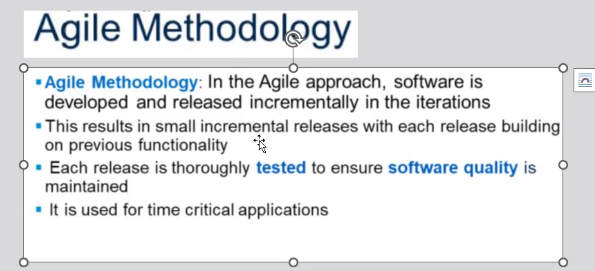 Agile Methodology
▪Agile Methodology: In the Agile approach, software is
developed and released incrementally in the iterations
▪This results in small incremental releases with each release building
on previous functionality
▪ Each release is thoroughly tested to ensure software quality is
maintained
▪ It is used for time critical applications